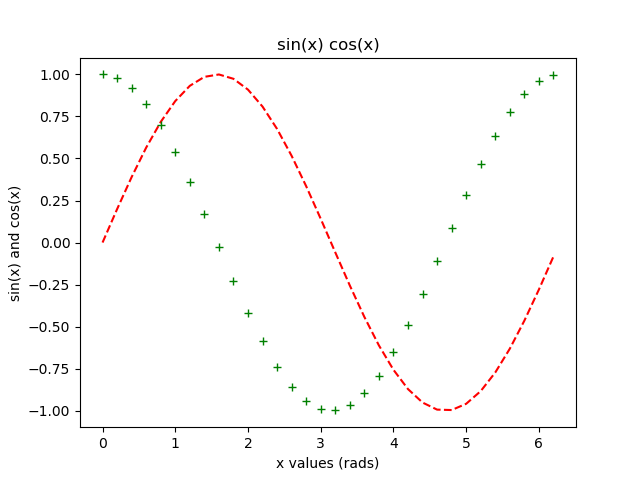 sin(x) cos(x)
1.00
0.75
0.50
0.25
0.00
−0.25
−0.50
−0.75
−1.00
sin(x) and cos(x)
0 1 2 3 4 5 6
x values (rads)